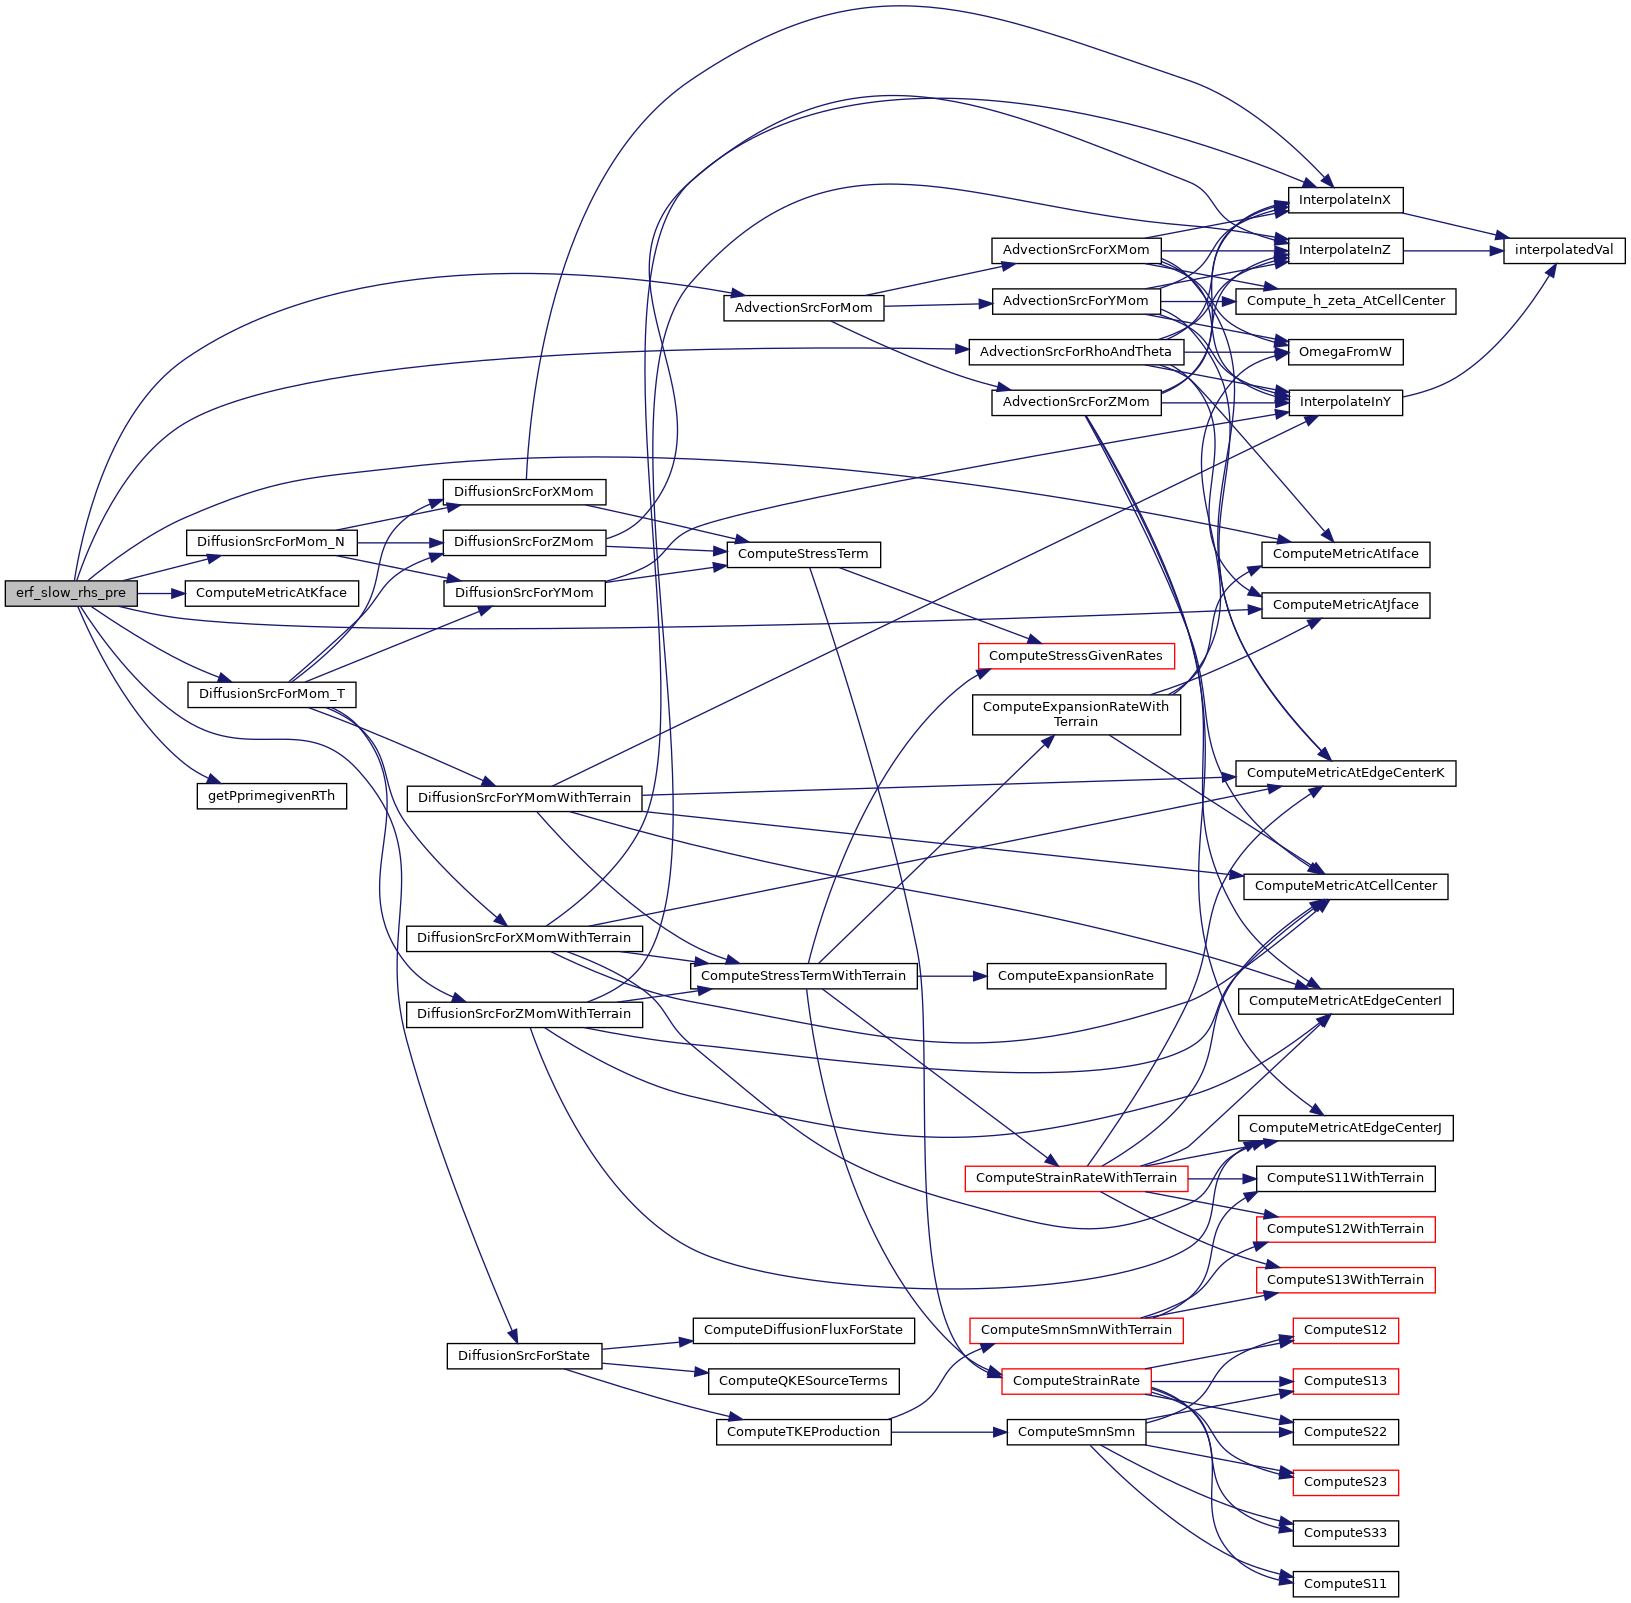 erf_slow_rhs_pre
DiffusionSrcForMom_N
ComputeMetricAtKface
DiffusionSrcForMom_T
getPprimegivenRTh
DiffusionSrcForXMom
DiffusionSrcForZMom
DiffusionSrcForYMom
DiffusionSrcForYMomWithTerrain
DiffusionSrcForXMomWithTerrain
DiffusionSrcForZMomWithTerrain
DiffusionSrcForState
AdvectionSrcForMom
ComputeStressTerm
ComputeStressTermWithTerrain
ComputeDiffusionFluxForState
ComputeQKESourceTerms
ComputeTKEProduction
AdvectionSrcForXMom
AdvectionSrcForYMom
AdvectionSrcForRhoAndTheta
AdvectionSrcForZMom
ComputeStressGivenRates
ComputeExpansionRateWith
Terrain
ComputeExpansionRate
ComputeStrainRateWithTerrain
ComputeSmnSmnWithTerrain
ComputeStrainRate
ComputeSmnSmn
InterpolateInX
InterpolateInZ
Compute_h_zeta_AtCellCenter
OmegaFromW
InterpolateInY
ComputeMetricAtIface
ComputeMetricAtJface
ComputeMetricAtEdgeCenterK
ComputeMetricAtCellCenter
ComputeMetricAtEdgeCenterI
ComputeMetricAtEdgeCenterJ
ComputeS11WithTerrain
ComputeS12WithTerrain
ComputeS13WithTerrain
ComputeS12
ComputeS13
ComputeS22
ComputeS23
ComputeS33
ComputeS11
interpolatedVal